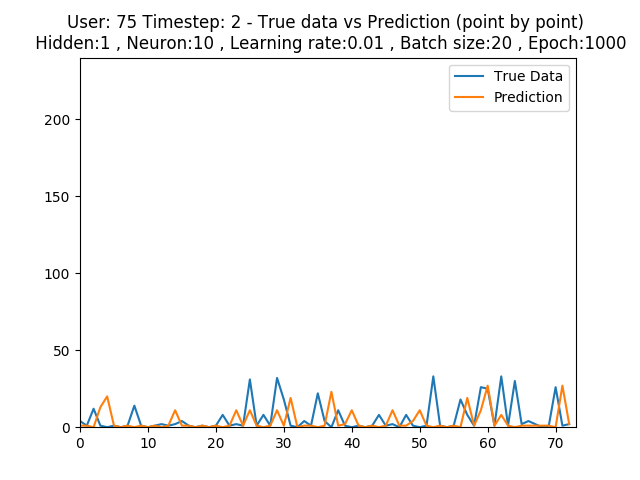 User: 75 Timestep: 2 - True data vs Prediction (point by point)
Hidden:1 , Neuron:10 , Learning rate:0.01 , Batch size:20 , Epoch:1000
True Data
Prediction
200
150
100
50
0
0 10 20 30 40 50 60 70